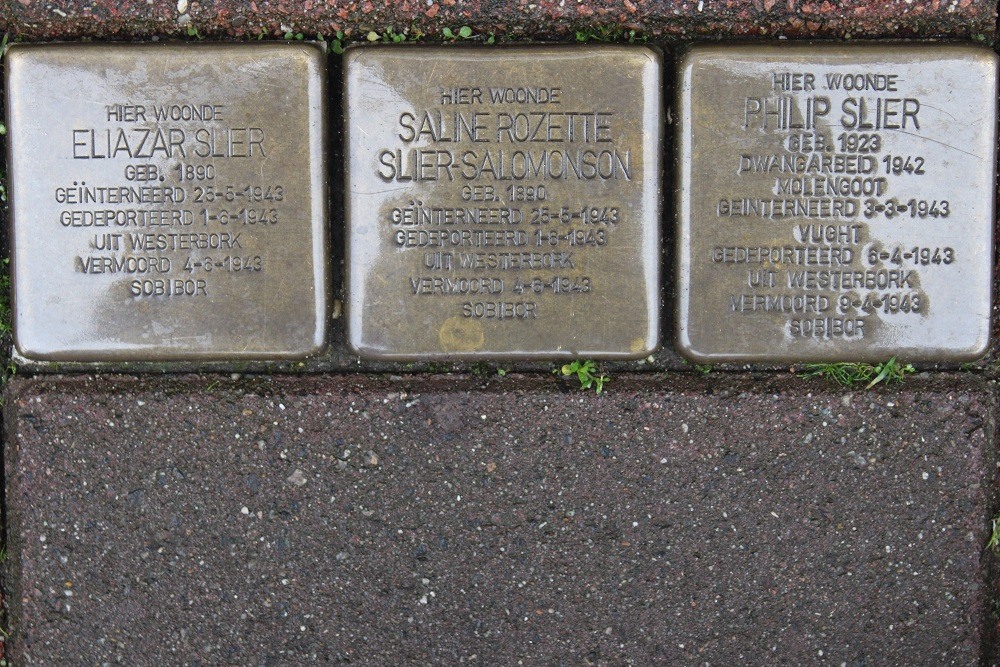 HIER WOONDE
ELIAZAR SLIER
GEB. 1890
GEÏNTERNEERD 25-5-1943
GEDEPORTEERD 1-6-1943
UIT WESTERBORK
VERMOORD 4-6-1943
SOBIBOR
HIER WOONDE
SALINE ROZETTE
SLIER-SALOMONSON
GEB. 1890
GEÏNTERNEERD 25-5-1943
GEDEPORTEERD 1-6-1943
UIT WESTERBORK
VERMOORD 4-6-1943
SOBIBOR
HIER WOONDE
PHILIP SLIER
GEB. 1923
DWANGARBEID 1942
MOLENGOOT
GEÏNTERNEERD 3-3-1943
VUGHT
GEDEPORTEERD 6-4-1943
UIT WESTERBORK
VERMOORD 9-4-1943
SOBIBOR